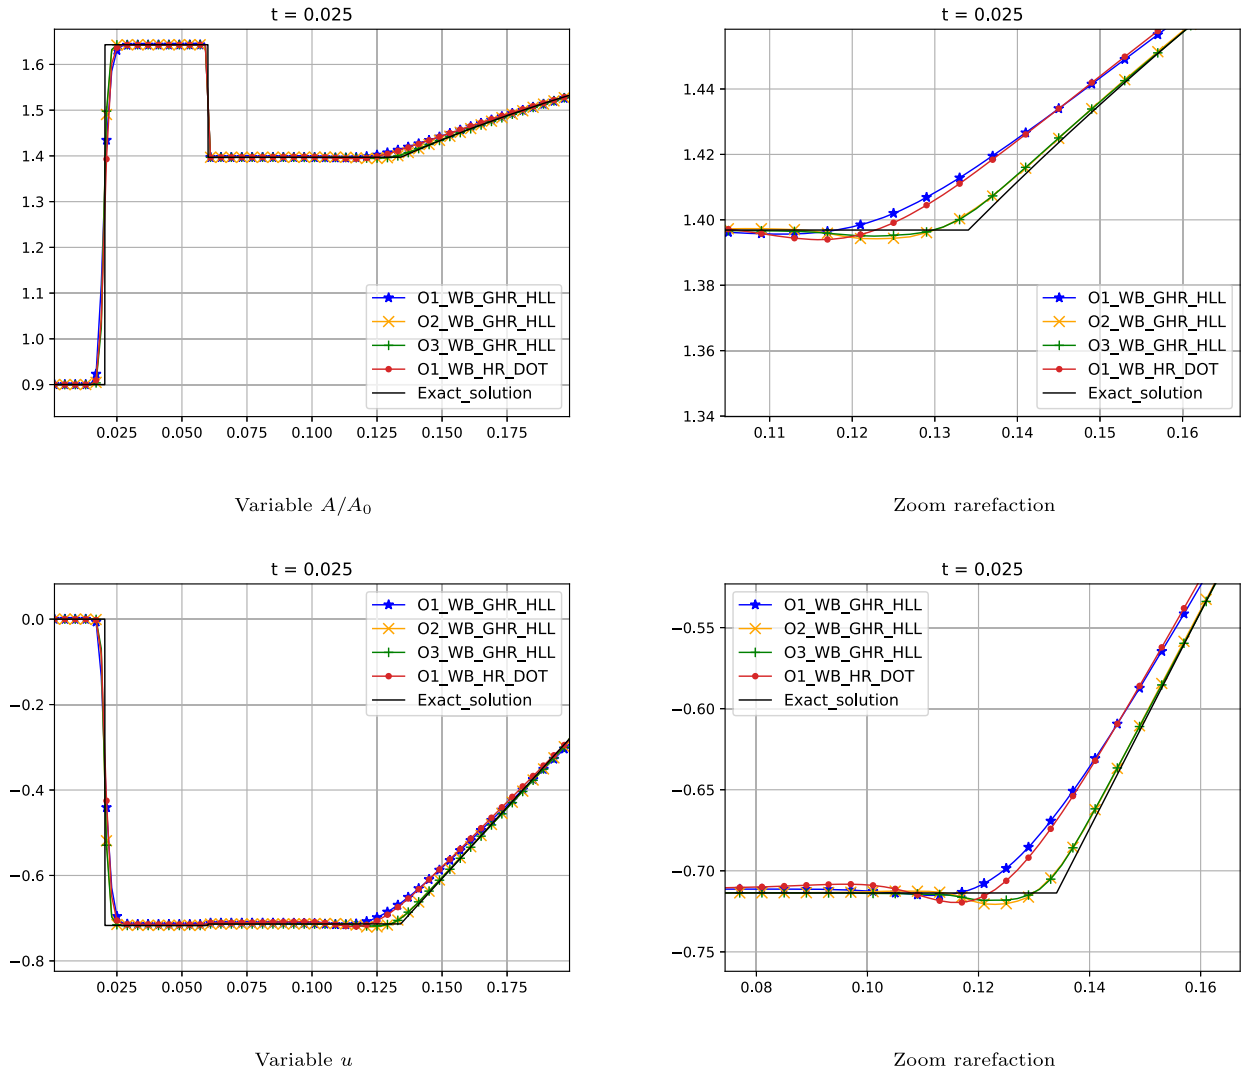 t = 0.025
1.6
1.5
1.4
1.3
1.2
1.1
1.0
0.9
O1_WB_GHR_HLL
O2_WB_GHR_HLL
O3_WB_GHR_HLL
O1_WB_HR_DOT
Exact_solution
0.025 0.050 0.075 0.100 0.125 0.150 0.175
Variable A/A0
t = 0.025
1.44
1.42
1.40
1.38
1.36
1.34
O1_WB_GHR_HLL
O2_WB_GHR_HLL
O3_WB_GHR_HLL
O1_WB_HR_DOT
Exact_solution
0.11 0.12 0.13 0.14 0.15 0.16
Zoom rarefaction
t = 0.025
0.0
−0.2
−0.4
−0.6
−0.8
O1_WB_GHR_HLL
O2_WB_GHR_HLL
O3_WB_GHR_HLL
O1_WB_HR_DOT
Exact_solution
0.025 0.050 0.075 0.100 0.125 0.150 0.175
Variable u
t = 0.025
O1_WB_GHR_HLL
O2_WB_GHR_HLL
O3_WB_GHR_HLL
O1_WB_HR_DOT
Exact_solution
−0.55
−0.60
−0.65
−0.70
−0.75
0.08 0.10 0.12 0.14 0.16
Zoom rarefaction